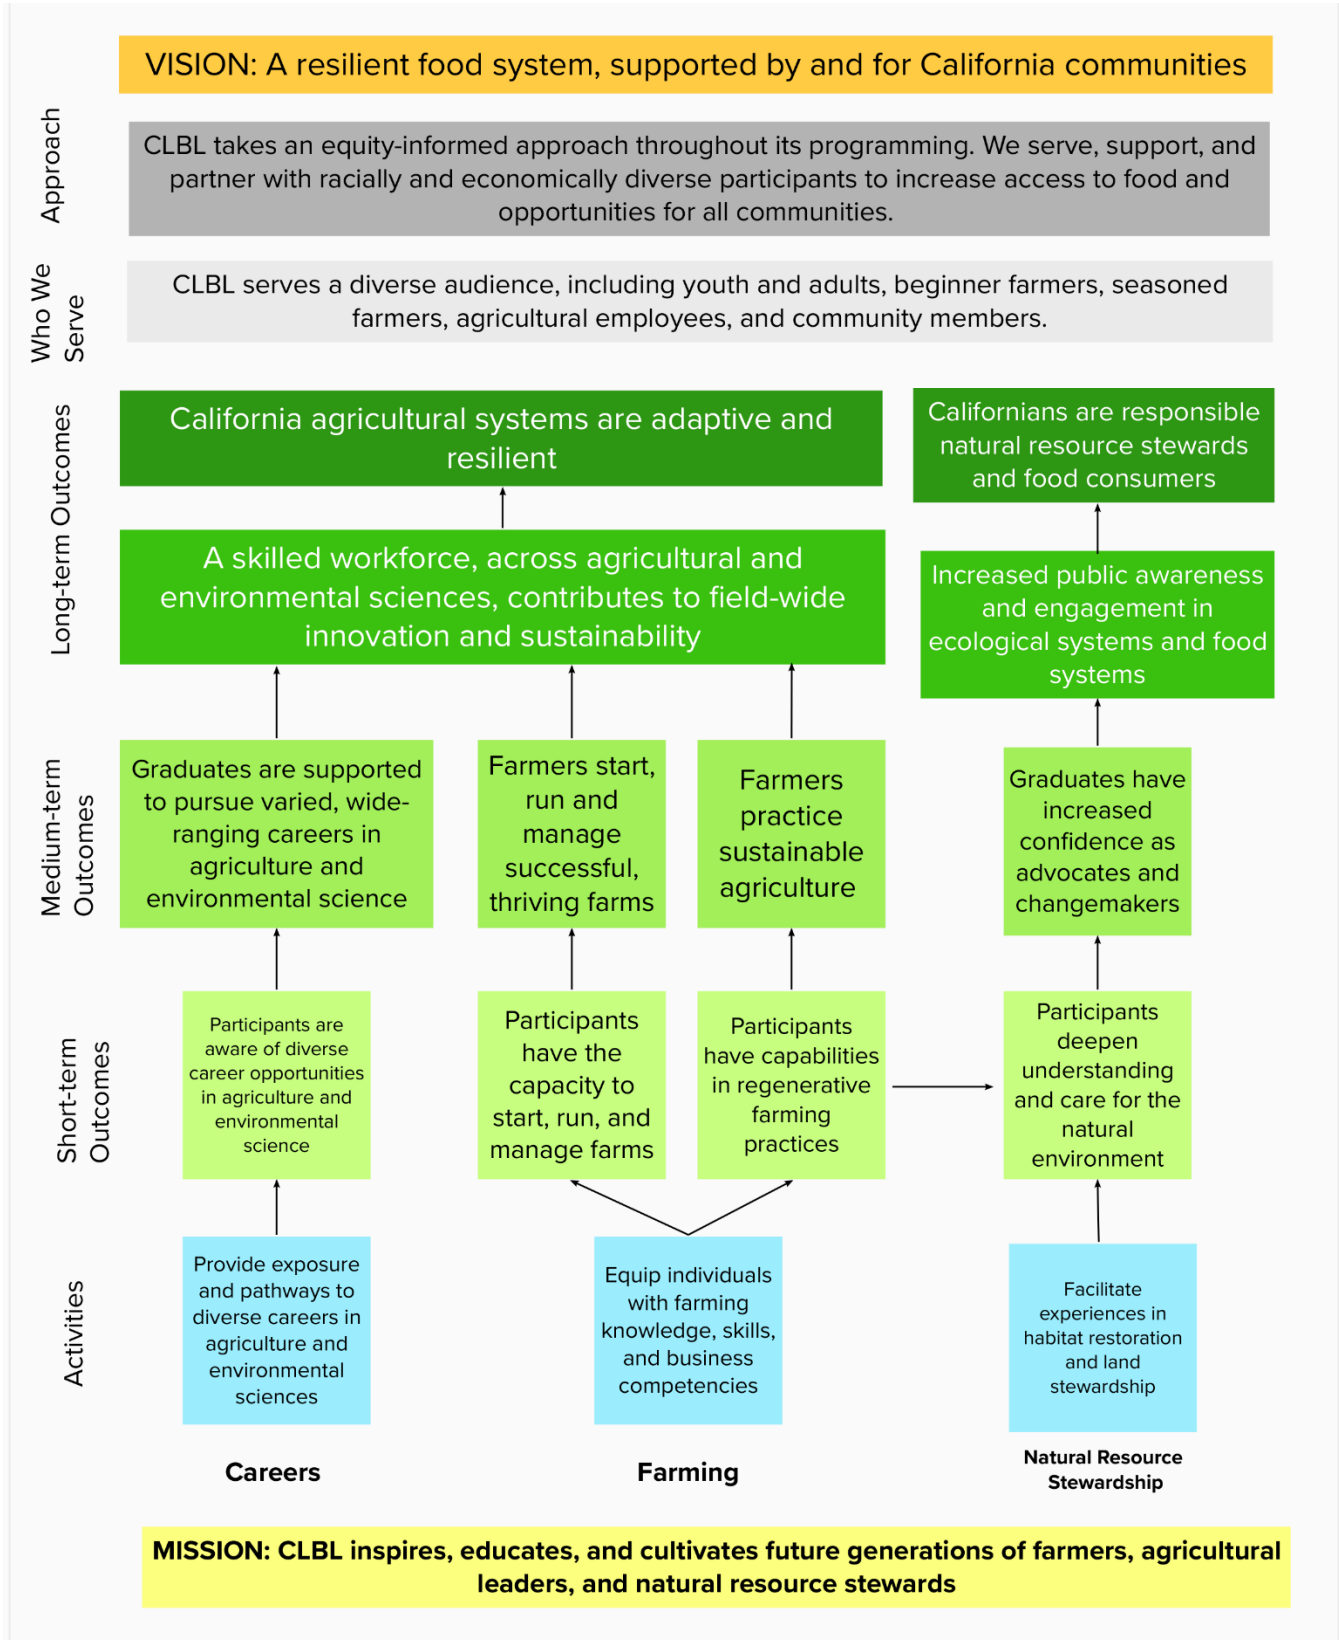 VISION: A resilient food system, supported by and for California communities
Approach
CLBL takes an equity-informed approach throughout its programming. We serve, support, and
partner with racially and economically diverse participants to increase access to food and
opportunities for all communities.
Who We
Serve
CLBL serves a diverse audience, including youth and adults, beginner farmers, seasoned
farmers, agricultural employees, and community members.
Long-term Outcomes
California agricultural systems are adaptive and
resilient
Californians are responsible
natural resource stewards
and food consumers
A skilled workforce, across agricultural and
environmental sciences, contributes to field-wide
innovation and sustainability
Increased public awareness
and engagement in
ecological systems and food
systems
Medium-term
Outcomes
Graduates are supported
to pursue varied, wide-
ranging careers in
agriculture and
environmental science
Farmers start,
run and
manage
successful,
thriving farms
Farmers
practice
sustainable
agriculture
Graduates have
increased
confidence as
advocates and
changemakers
Short-term
Outcomes
Participants are
aware of diverse
career opportunities
in agriculture and
environmental
science
Participants
have the
capacity to
start, run, and
manage farms
Participants
have capabilities
in regenerative
farming
practices
Participants
deepen
understanding
and care for the
natural
environment
Activities
Provide exposure
and pathways to
diverse careers in
agriculture and
environmental
sciences
Equip individuals
with farming
knowledge, skills,
and business
competencies
Facilitate
experiences in
habitat restoration
and land
stewardship
Careers
Farming
Natural Resource
Stewardship
MISSION: CLBL inspires, educates, and cultivates future generations of farmers, agricultural
leaders, and natural resource stewards